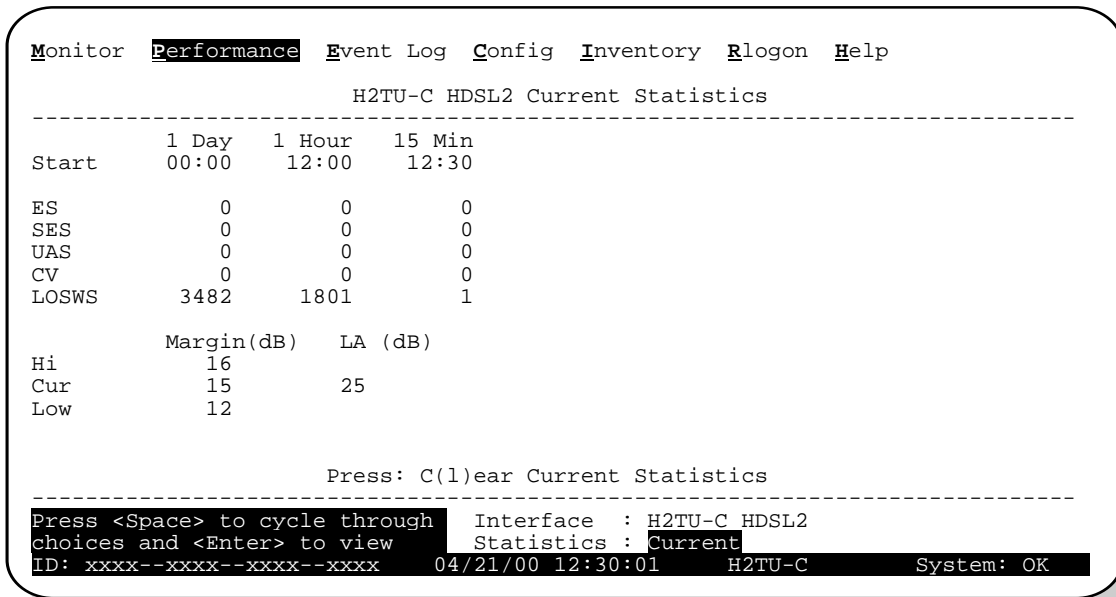 Monitor Performance Event Log Config Inventory Rlogon Help
H2TU-C HDSL2 Current Statistics
--------------------------------------------------------------------------------
1 Day 1 Hour 15 Min
Start 00:00 12:00 12:30
ES 0 0 0
SES 0 0 0
UAS 0 0 0
CV 0 0 0
LOSWS 3482 1801 1
Margin(dB) LA (dB)
Hi 16
Cur 15 25
Low 12
Press: C(l)ear Current Statistics
--------------------------------------------------------------------------------
Press <Space> to cycle through Interface : H2TU-C HDSL2
choices and <Enter> to view Statistics : Current
ID: xxxx--xxxx--xxxx--xxxx 04/21/00 12:30:01 H2TU-C System: OK